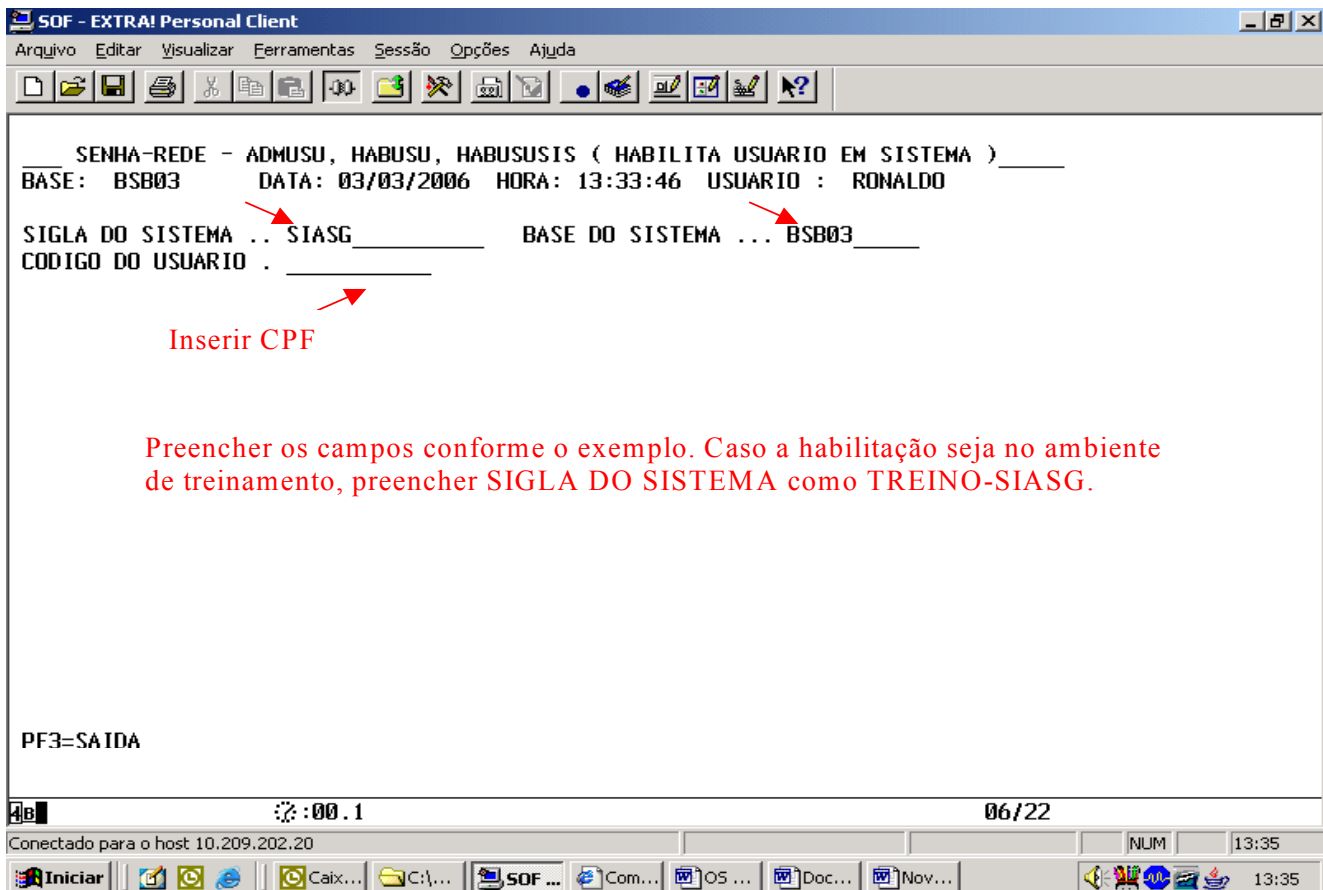 SOF - EXTRA! Personal Client
Arquivo Editar Visualizar Ferramentas Sessão Opções Ajuda
___ SENHA-REDE - ADMUSU, HABUSU, HABUSUSIS ( HABILITA USUARIO EM SISTEMA )_____
BASE: BSB03 DATA: 03/03/2006 HORA: 13:33:46 USUARIO : RONALDO
SIGLA DO SISTEMA .. SIASG__________ BASE DO SISTEMA ... BSB03_____
CODIGO DO USUARIO . ___________
Inserir CPF
Preencher os campos conforme o exemplo. Caso a habilitação seja no ambiente
de treinamento, preencher SIGLA DO SISTEMA como TREINO-SIASG.
PF3=SAIDA
4B :00.1 06/22
Conectado para o host 10.209.202.20 NUM 13:35
Iniciar Caix... C:\... SOF ... Com... OS ... Doc... Nov... 13:35